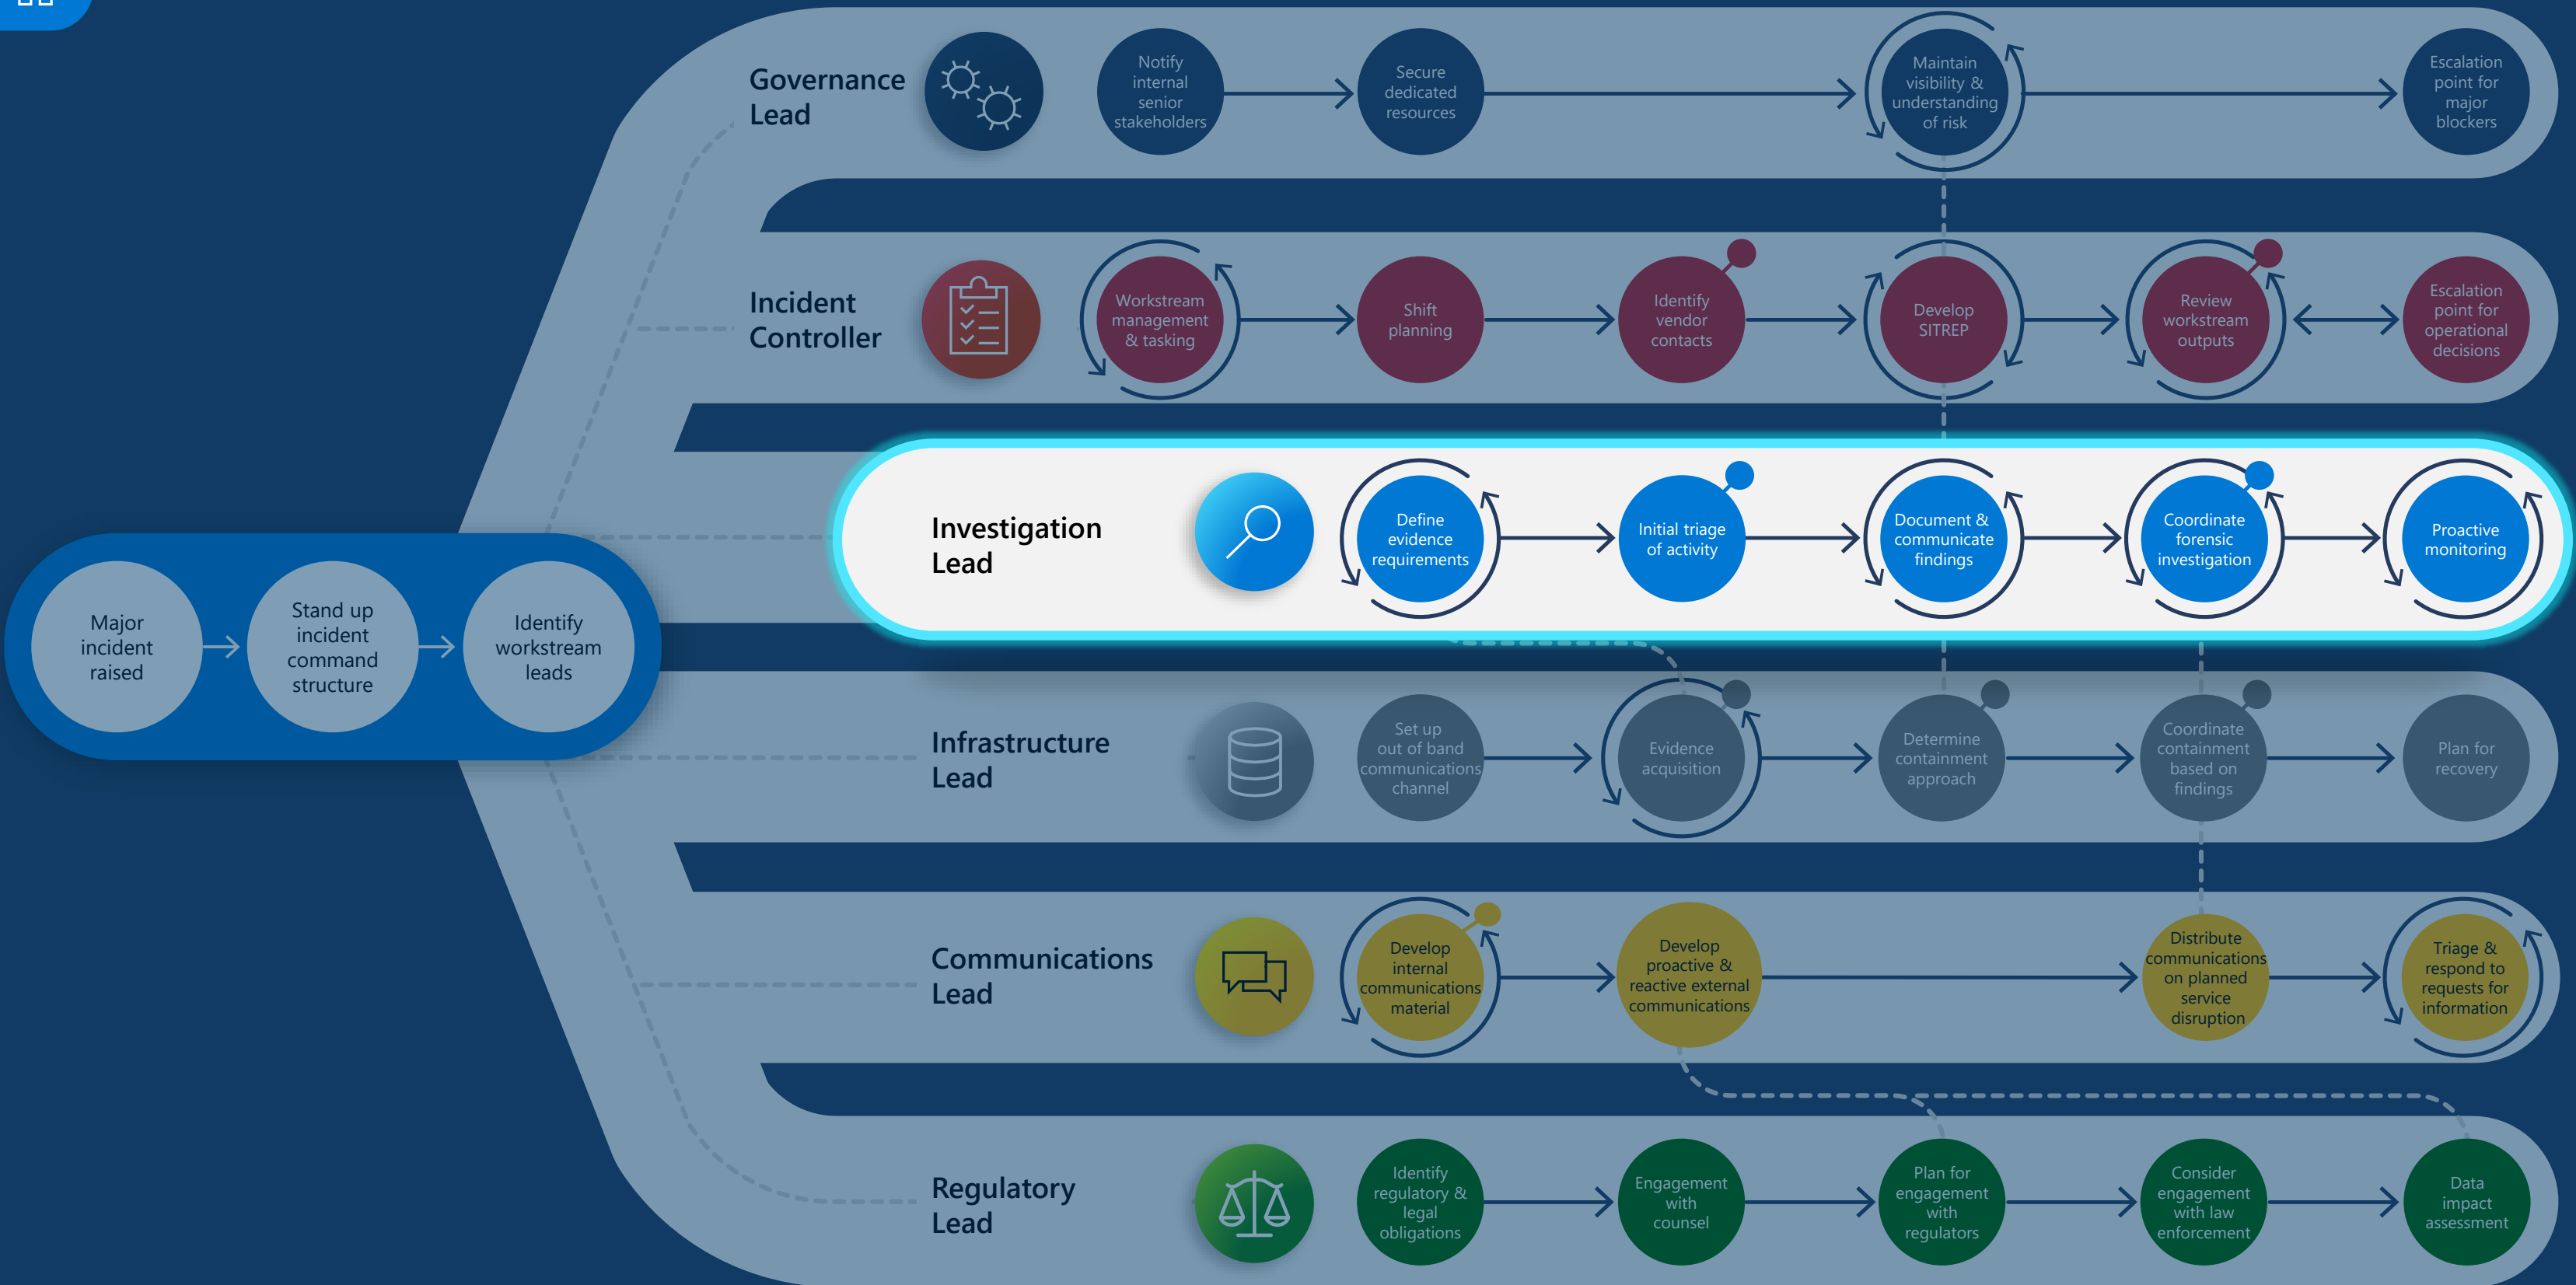 Governance
Lead
Notify
internal
senior
stakeholders
Secure
dedicated
resources
Maintain
visibility &
understanding
of risk
Escalation
point for
major
blockers
Incident
Controller
Workstream
management
& tasking
Shift
planning
Identify
vendor
contacts
Develop
SITREP
Review
workstream
outputs
Escalation
point for
operational
decisions
Major
incident
raised
Stand up
incident
command
structure
Identify
workstream
leads
Investigation
Lead
Define
evidence
requirements
Initial triage
of activity
Document &
communicate
findings
Coordinate
forensic
investigation
Proactive
monitoring
Infrastructure
Lead
Set up
out of band
communications
channel
Evidence
acquisition
Determine
containment
approach
Coordinate
containment
based on
findings
Plan for
recovery
Communications
Lead
Develop
internal
communications
material
Develop
proactive &
reactive external
communications
Distribute
communications
on planned
service
disruption
Triage &
respond to
requests for
information
Regulatory
Lead
Identify
regulatory &
legal
obligations
Engagement
with
counsel
Plan for
engagement
with
regulators
Consider
engagement
with law
enforcement
Data
impact
assessment